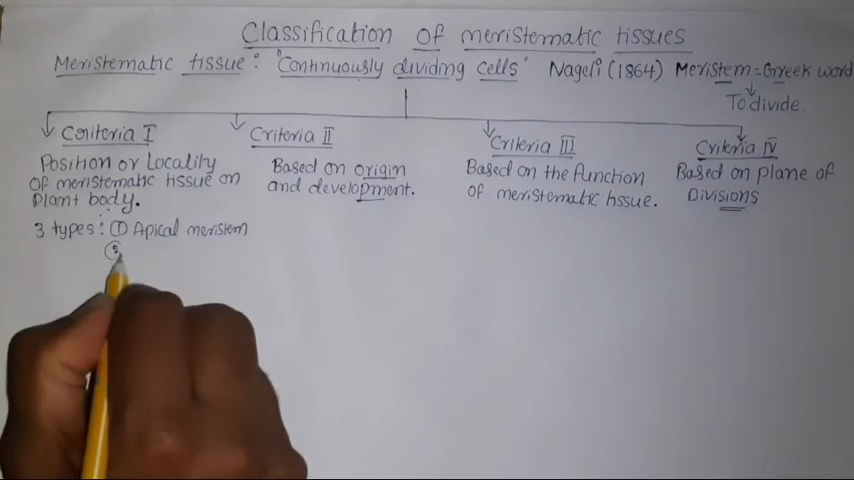 Classification of meristematic tissues
Meristematic tissue: "Continuously dividing cells" Nageli (1864) Meristem = Greek word
To divide.
Criteria I
Position or Locality
of meristematic tissue on
Plant body.
3 types: ① Apical meristem
②
Criteria II
Based on origin
and development.
Criteria III
Based on the function
of meristematic tissue.
Criteria IV
Based on plane of
Divisions